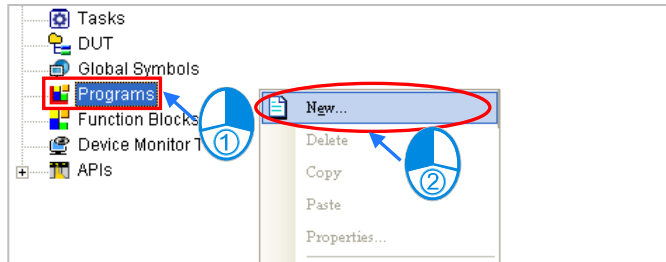 Tasks
DUT
Global Symbols
Programs
New...
Function Blocks
①
Delete
Device Monitor T
②
APIs
Copy
Paste
Properties...